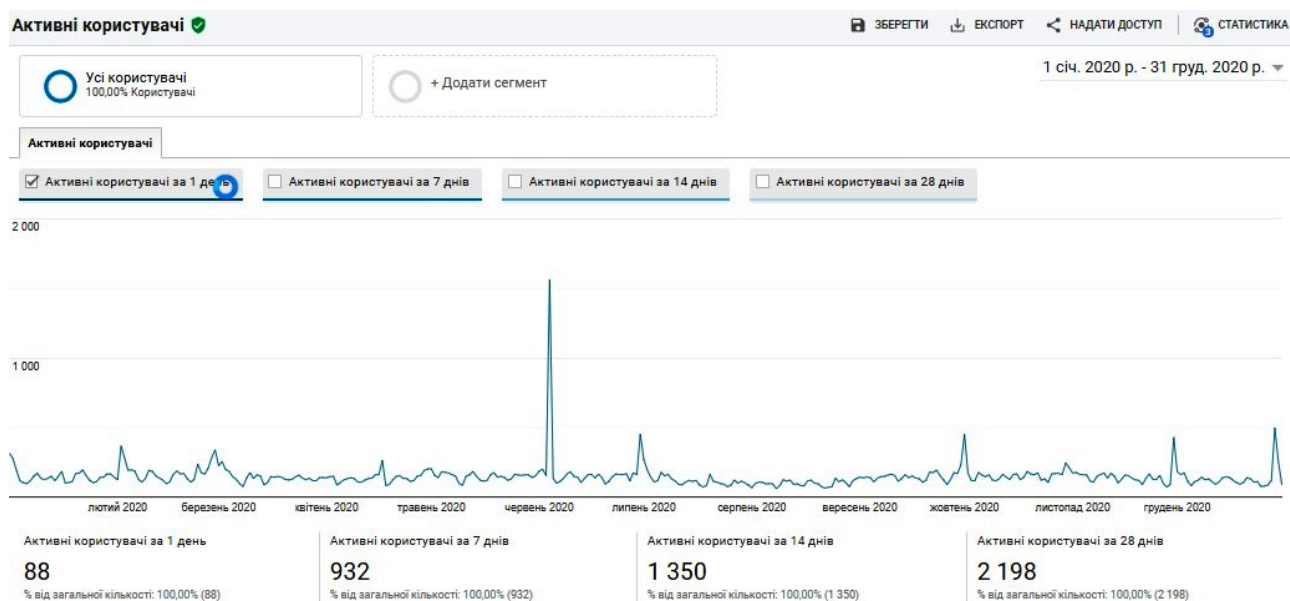 Активні користувачі
ЗБЕРЕГТИ
ЕКСПОРТ
НАДАТИ ДОСТУП
3
СТАТИСТИКА
Усі користувачі
100,00% Користувачі
+ Додати сегмент
1 січ. 2020 р. - 31 груд. 2020 р.
Активні користувачі
Активні користувачі за 1 день
Активні користувачі за 7 днів
Активні користувачі за 14 днів
Активні користувачі за 28 днів
2 000
1 000
лютий 2020
березень 2020
квітень 2020
травень 2020
червень 2020
липень 2020
серпень 2020
вересень 2020
жовтень 2020
листопад 2020
грудень 2020
Активні користувачі за 1 день
88
% від загальної кількості: 100,00% (88)
Активні користувачі за 7 днів
932
% від загальної кількості: 100,00% (932)
Активні користувачі за 14 днів
1 350
% від загальної кількості: 100,00% (1 350)
Активні користувачі за 28 днів
2 198
% від загальної кількості: 100,00% (2 198)